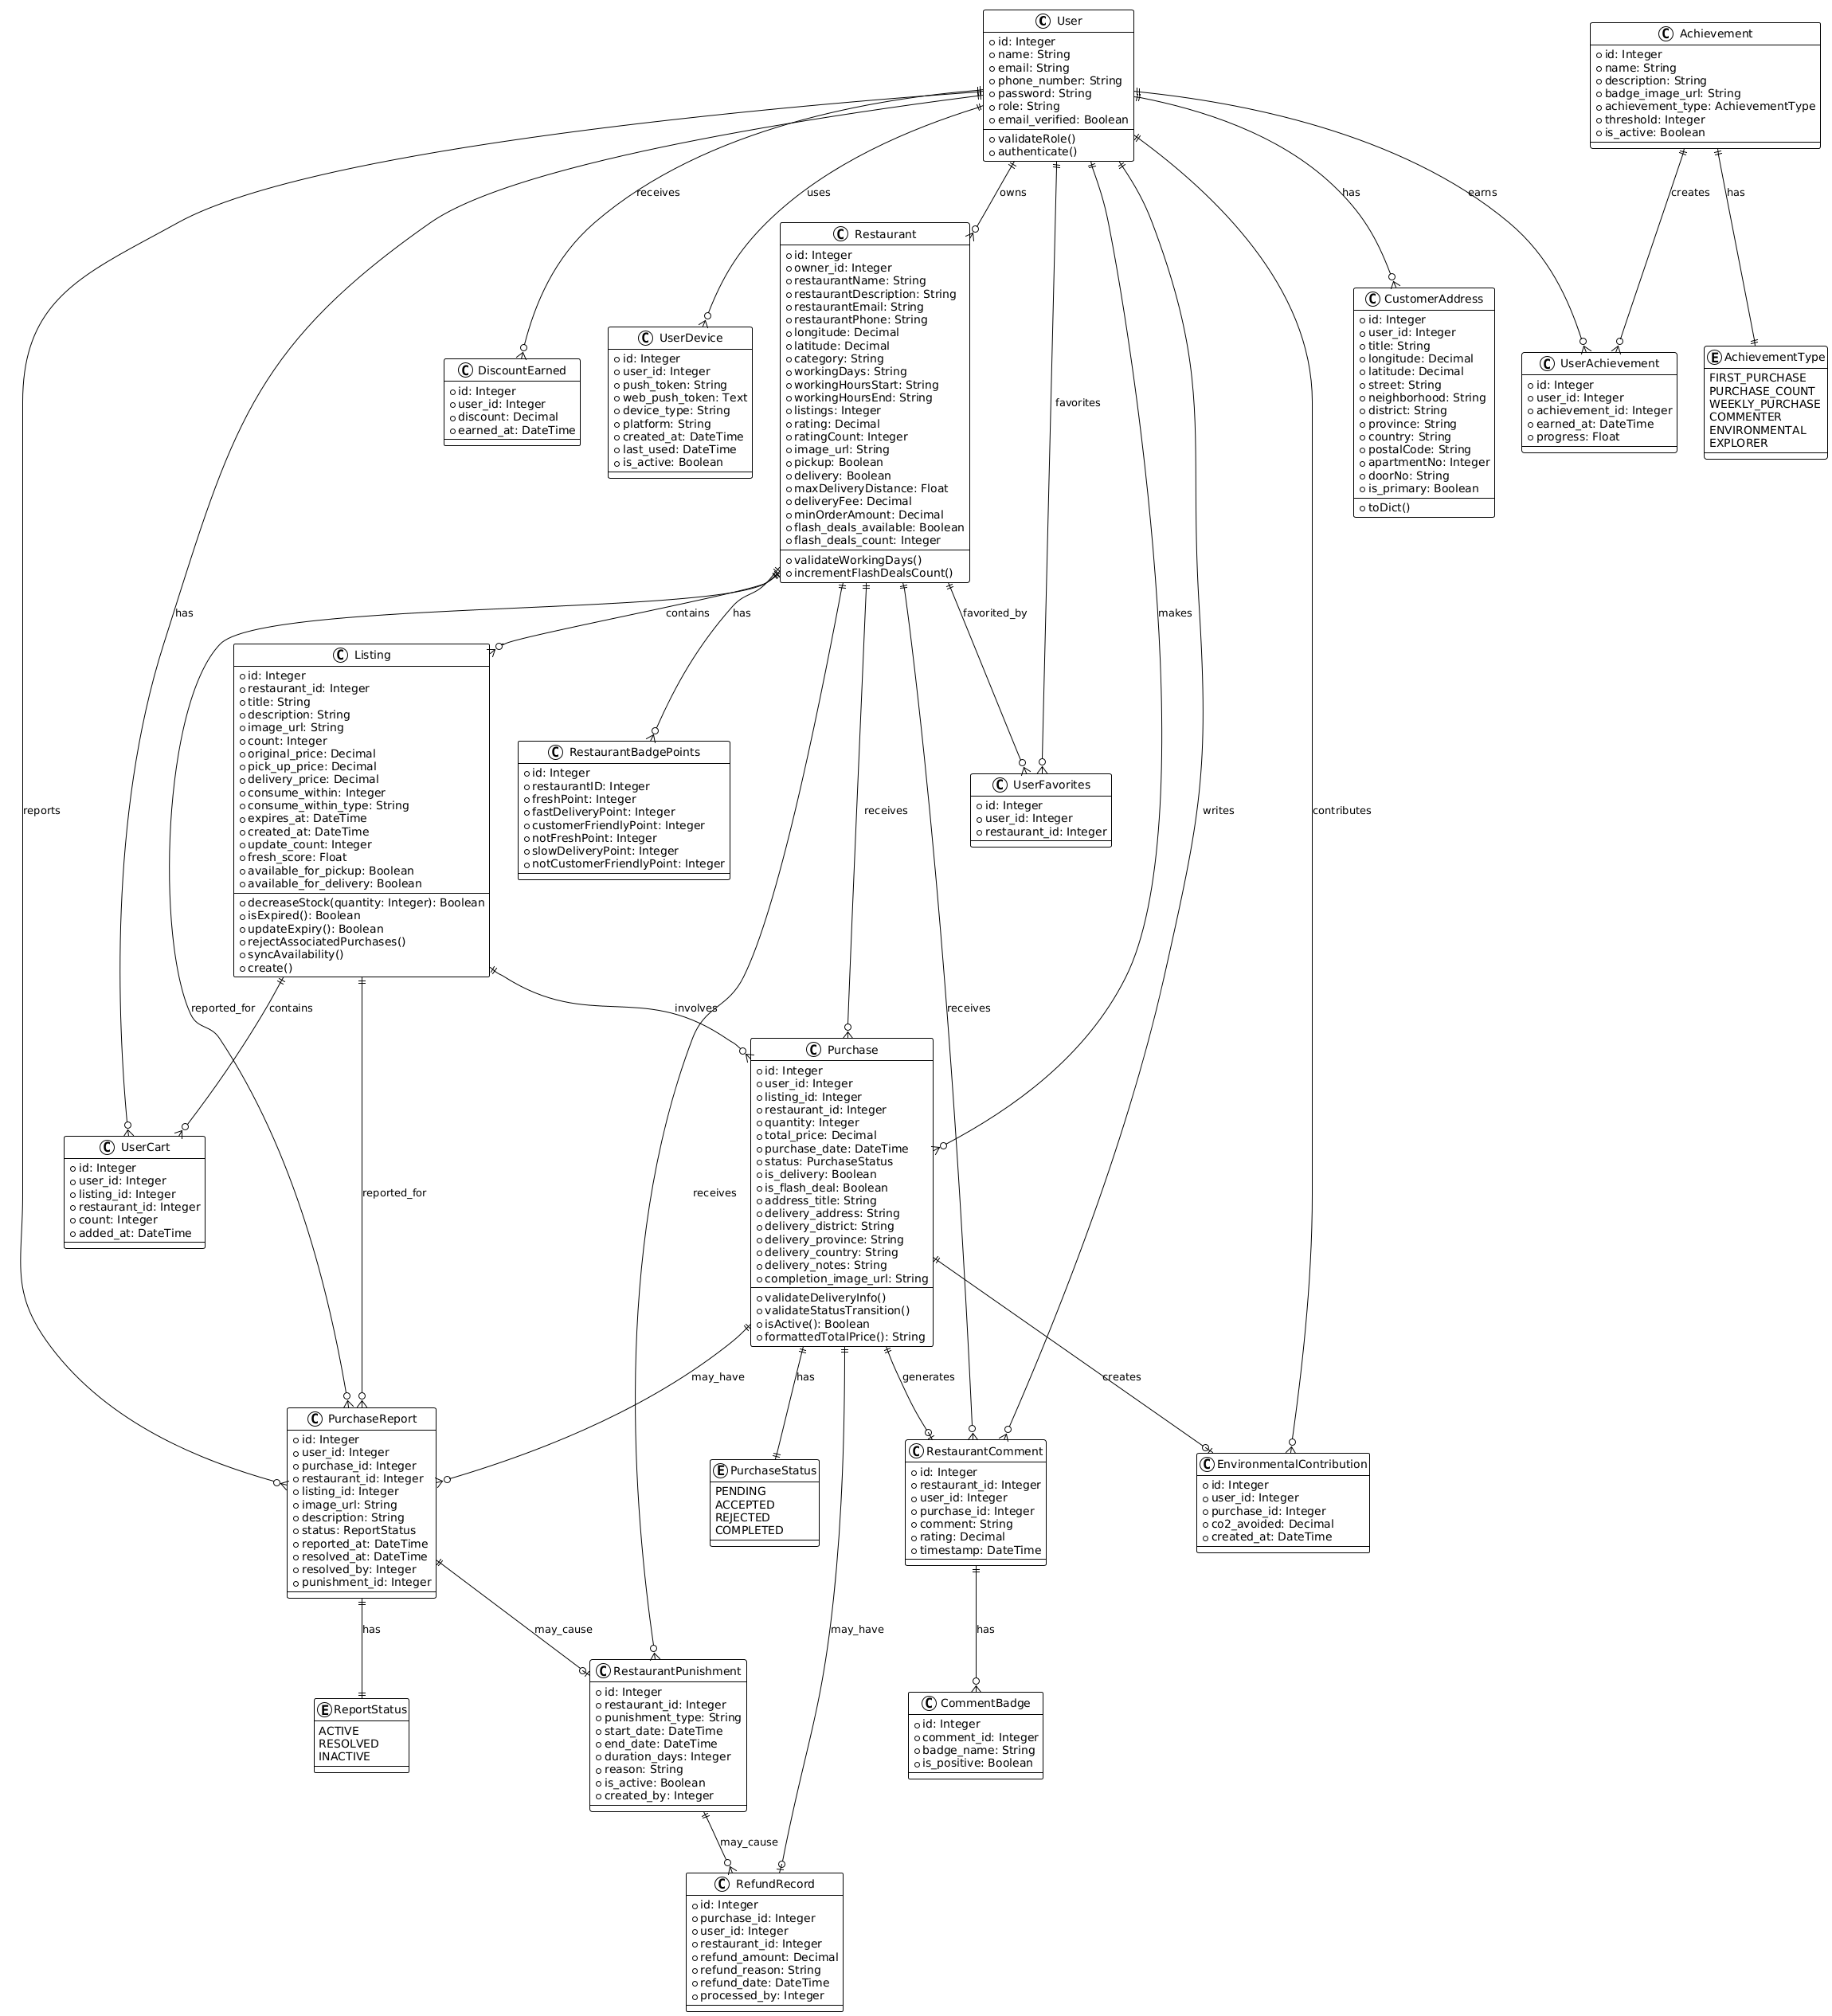 User
id: Integer
name: String
email: String
phone_number: String
password: String
role: String
email_verified: Boolean
validateRole()
authenticate()
Achievement
id: Integer
name: String
description: String
badge_image_url: String
achievement_type: AchievementType
threshold: Integer
is_active: Boolean
receives
uses
owns
has
earns
creates
has
Restaurant
id: Integer
owner_id: Integer
restaurantName: String
restaurantDescription: String
restaurantEmail: String
restaurantPhone: String
longitude: Decimal
latitude: Decimal
category: String
workingDays: String
workingHoursStart: String
workingHoursEnd: String
listings: Integer
rating: Decimal
ratingCount: Integer
image_url: String
pickup: Boolean
delivery: Boolean
maxDeliveryDistance: Float
deliveryFee: Decimal
minOrderAmount: Decimal
flash_deals_available: Boolean
flash_deals_count: Integer
validateWorkingDays()
incrementFlashDealsCount()
DiscountEarned
id: Integer
user_id: Integer
discount: Decimal
earned_at: DateTime
UserDevice
id: Integer
user_id: Integer
push_token: String
web_push_token: Text
device_type: String
platform: String
created_at: DateTime
last_used: DateTime
is_active: Boolean
favorites
CustomerAddress
id: Integer
user_id: Integer
title: String
longitude: Decimal
latitude: Decimal
street: String
neighborhood: String
district: String
province: String
country: String
postalCode: String
apartmentNo: Integer
doorNo: String
is_primary: Boolean
toDict()
UserAchievement
id: Integer
user_id: Integer
achievement_id: Integer
earned_at: DateTime
progress: Float
AchievementType
FIRST_PURCHASE
PURCHASE_COUNT
WEEKLY_PURCHASE
COMMENTER
ENVIRONMENTAL
EXPLORER
has
contains
has
favorited_by
makes
Listing
id: Integer
restaurant_id: Integer
title: String
description: String
image_url: String
count: Integer
original_price: Decimal
pick_up_price: Decimal
delivery_price: Decimal
consume_within: Integer
consume_within_type: String
expires_at: DateTime
created_at: DateTime
update_count: Integer
fresh_score: Float
available_for_pickup: Boolean
available_for_delivery: Boolean
decreaseStock(quantity: Integer): Boolean
isExpired(): Boolean
updateExpiry(): Boolean
rejectAssociatedPurchases()
syncAvailability()
create()
RestaurantBadgePoints
id: Integer
restaurantID: Integer
freshPoint: Integer
fastDeliveryPoint: Integer
customerFriendlyPoint: Integer
notFreshPoint: Integer
slowDeliveryPoint: Integer
notCustomerFriendlyPoint: Integer
UserFavorites
id: Integer
user_id: Integer
restaurant_id: Integer
reports
receives
writes
contributes
reported_for
contains
involves
receives
Purchase
id: Integer
user_id: Integer
listing_id: Integer
restaurant_id: Integer
quantity: Integer
total_price: Decimal
purchase_date: DateTime
status: PurchaseStatus
is_delivery: Boolean
is_flash_deal: Boolean
address_title: String
delivery_address: String
delivery_district: String
delivery_province: String
delivery_country: String
delivery_notes: String
completion_image_url: String
validateDeliveryInfo()
validateStatusTransition()
isActive(): Boolean
formattedTotalPrice(): String
UserCart
id: Integer
user_id: Integer
listing_id: Integer
restaurant_id: Integer
count: Integer
added_at: DateTime
reported_for
receives
may_have
has
generates
creates
PurchaseReport
id: Integer
user_id: Integer
purchase_id: Integer
restaurant_id: Integer
listing_id: Integer
image_url: String
description: String
status: ReportStatus
reported_at: DateTime
resolved_at: DateTime
resolved_by: Integer
punishment_id: Integer
PurchaseStatus
PENDING
ACCEPTED
REJECTED
COMPLETED
RestaurantComment
id: Integer
restaurant_id: Integer
user_id: Integer
purchase_id: Integer
comment: String
rating: Decimal
timestamp: DateTime
EnvironmentalContribution
id: Integer
user_id: Integer
purchase_id: Integer
co2_avoided: Decimal
created_at: DateTime
has
may_cause
may_have
has
ReportStatus
ACTIVE
RESOLVED
INACTIVE
RestaurantPunishment
id: Integer
restaurant_id: Integer
punishment_type: String
start_date: DateTime
end_date: DateTime
duration_days: Integer
reason: String
is_active: Boolean
created_by: Integer
CommentBadge
id: Integer
comment_id: Integer
badge_name: String
is_positive: Boolean
may_cause
RefundRecord
id: Integer
purchase_id: Integer
user_id: Integer
restaurant_id: Integer
refund_amount: Decimal
refund_reason: String
refund_date: DateTime
processed_by: Integer